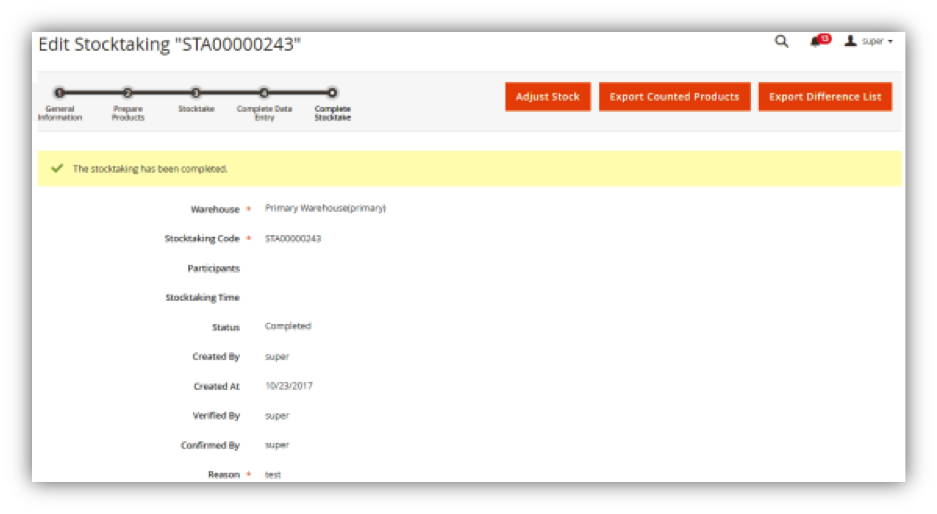 Edit Stocktaking "STA00000243"
13
super
General Information
Prepare Products
Stocktake
Complete Data Entry
Complete Stocktake
Adjust Stock
Export Counted Products
Export Difference List
The stocktaking has been completed.
Warehouse * Primary Warehouse(primary)
Stocktaking Code * STA00000243
Participants
Stocktaking Time
Status Completed
Created By super
Created At 10/23/2017
Verified By super
Confirmed By super
Reason * test